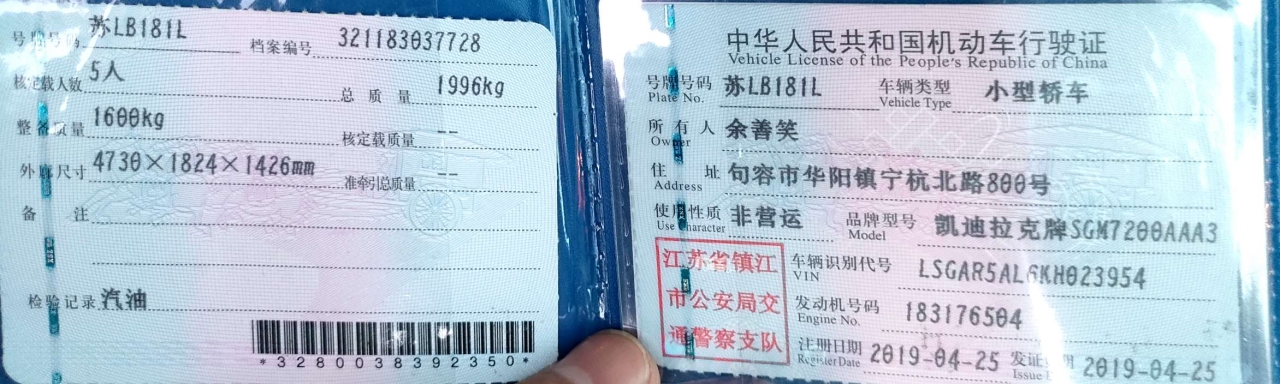 号牌号码 苏LB181L 档案编号 321183037728
核定载人数 5人 总质量 1996kg
整备质量 1600kg 核定载质量 --
外廓尺寸 4730×1824×1426mm 准牵引总质量 --
备注
检验记录 汽油
*3280038392350*
中华人民共和国机动车行驶证
Vehicle License of the People's Republic of China
号牌号码 苏LB181L 车辆类型 小型轿车
Plate No. Vehicle Type
所有人 余善笑
Owner
住址 句容市华阳镇宁杭北路800号
Address
使用性质 非营运 品牌型号 凯迪拉克牌SGM7200AAA3
Use Character Model
江苏省镇江
市公安局交
通警察支队
车辆识别代号 LSGAR5AL6KH023954
VIN
发动机号码 183176504
Engine No.
注册日期 2019-04-25 发证日期 2019-04-25
Register Date Issue